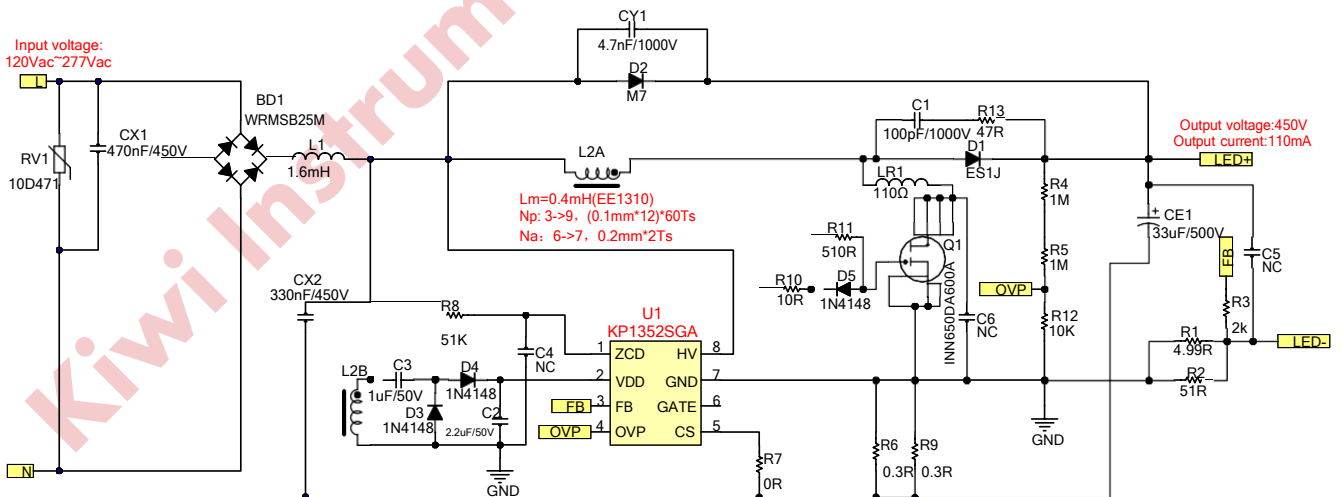 Kiwi Instrum
Input voltage:
120Vac~277Vac
L
RV1
10D471
CX1
470nF/450V
BD1
WRMSB25M
L1
1.6mH
CY1
4.7nF/1000V
D2
M7
L2A
Lm=0.4mH(EE1310)
Np: 3->9, (0.1mm*12)*60Ts
Na: 6->7, 0.2mm*2Ts
C1
100pF/1000V
R13
47R
D1
ES1J
LR1
110Ω
Output voltage:450V
Output current:110mA
LED+
R4
1M
R5
1M
OVP
R12
10K
CE1
33uF/500V
+
FB
C5
NC
R3
2k
R1
4.99R
R2
51R
LED-
R11
510R
R10
10R
D5
1N4148
Q1
INN650DA600A
C6
NC
CX2
330nF/450V
R8
51K
C4
NC
U1
KP1352SGA
1 ZCD HV 8
2 VDD GND 7
3 FB GATE 6
4 OVP CS 5
FB
OVP
L2B
C3
1uF/50V
D4
1N4148
D3
1N4148
C2
2.2uF/50V
GND
R7
0R
R6
0.3R
R9
0.3R
GND
N